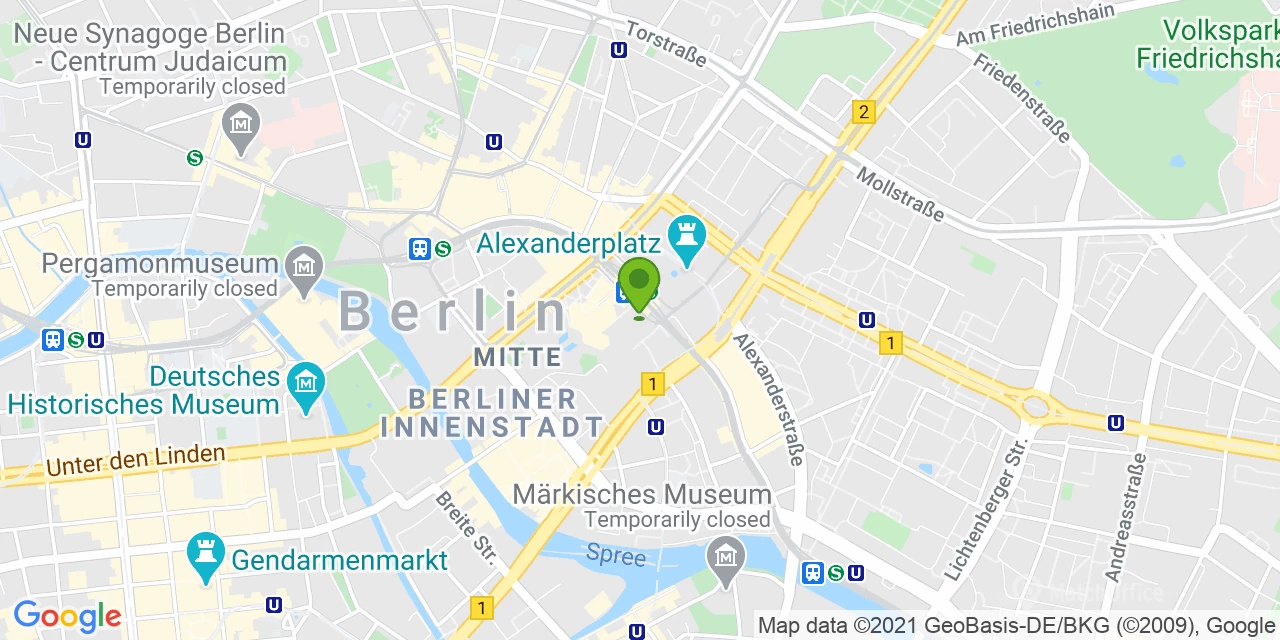 Neue Synagoge Berlin
- Centrum Judaicum
Temporarily closed
Torstraße
Am Friedrichshain
Volkspark
Friedrichsha
Friedenstraße
2
U
U
U
S
M
Mollstraße
Alexanderplatz
S
Pergamonmuseum
Temporarily closed
M
Berlin
MITTE
U
1
S
U
Deutsches
Historisches Museum
M
BERLINER
INNENSTADT
1
Alexanderstraße
U
U
Unter den Linden
Lichtenberger Str.
Andreasstraße
Breite Str.
Märkisches Museum
Temporarily closed
M
Spree
Gendarmenmarkt
S
U
U
1
U
MatchOffice
Google
Map data ©2021 GeoBasis-DE/BKG (©2009), Google